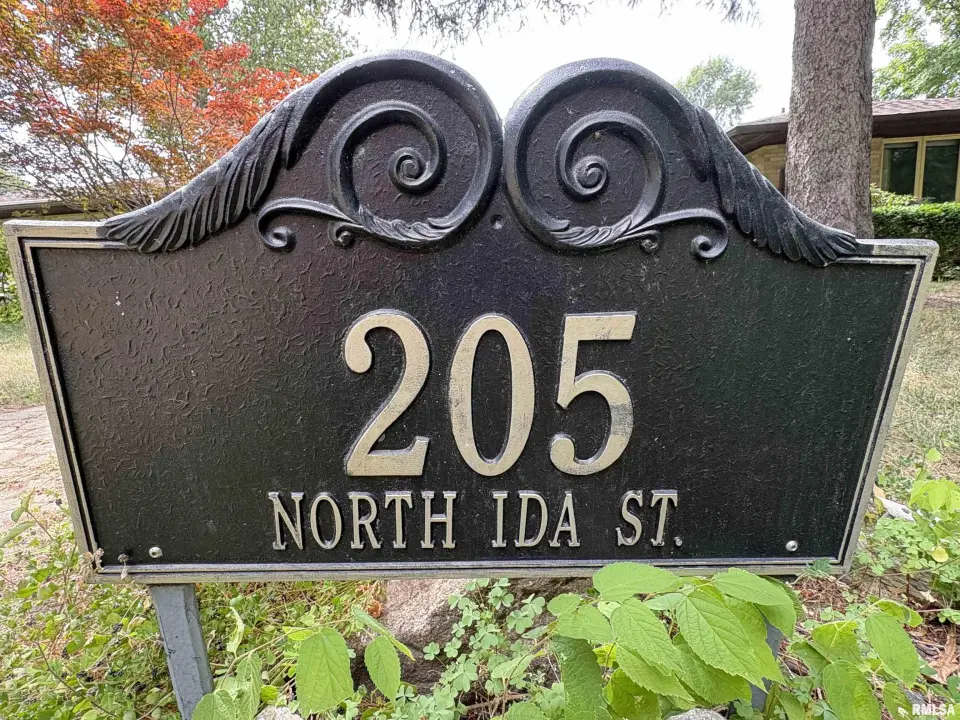 205
NORTH IDA ST.
RMLSA